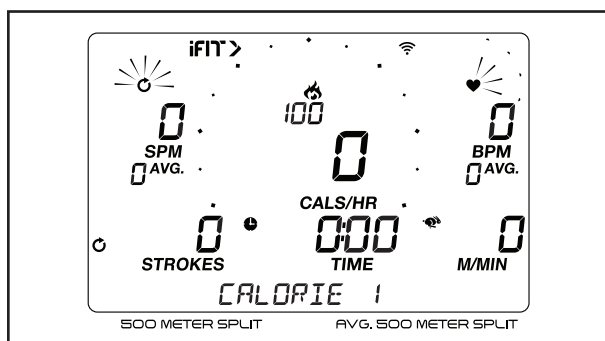 iFIT
100
0 0 0
SPM CALS/HR BPM
0 AVG. 0 AVG.
0 0:00 0
STROKES TIME M/MIN
CALORIE 1
500 METER SPLIT AVG. 500 METER SPLIT